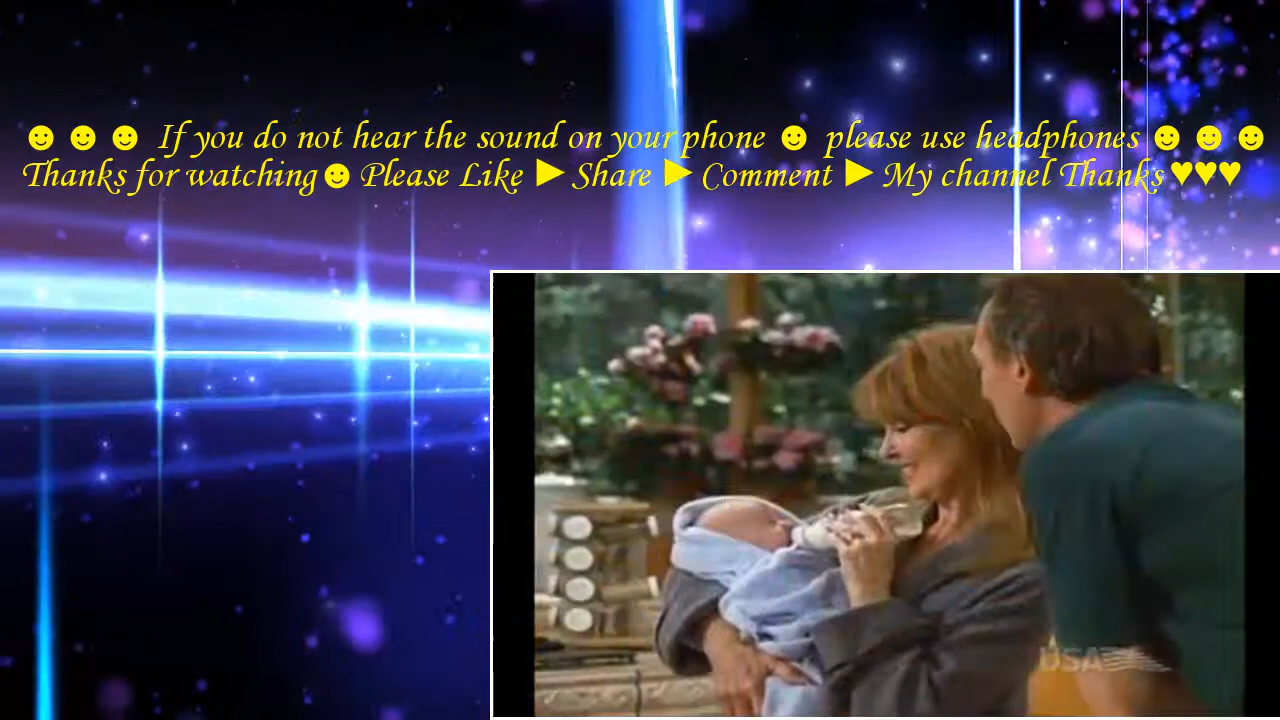 ☻☻☻ If you do not hear the sound on your phone ☻ please use headphones ☻☻☻
Thanks for watching☻Please Like ►Share ►Comment ►My channel Thanks♥♥♥
USA